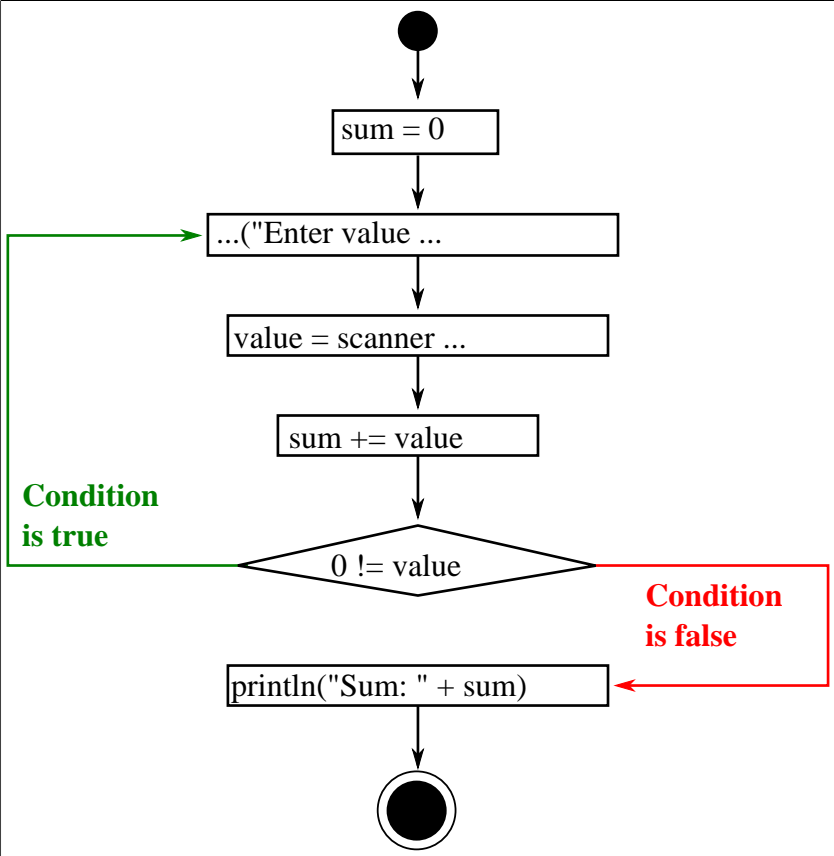 sum = 0
...("Enter value ...
value = scanner ...
sum += value
Condition
is true
0 != value
Condition
is false
println("Sum: " + sum)